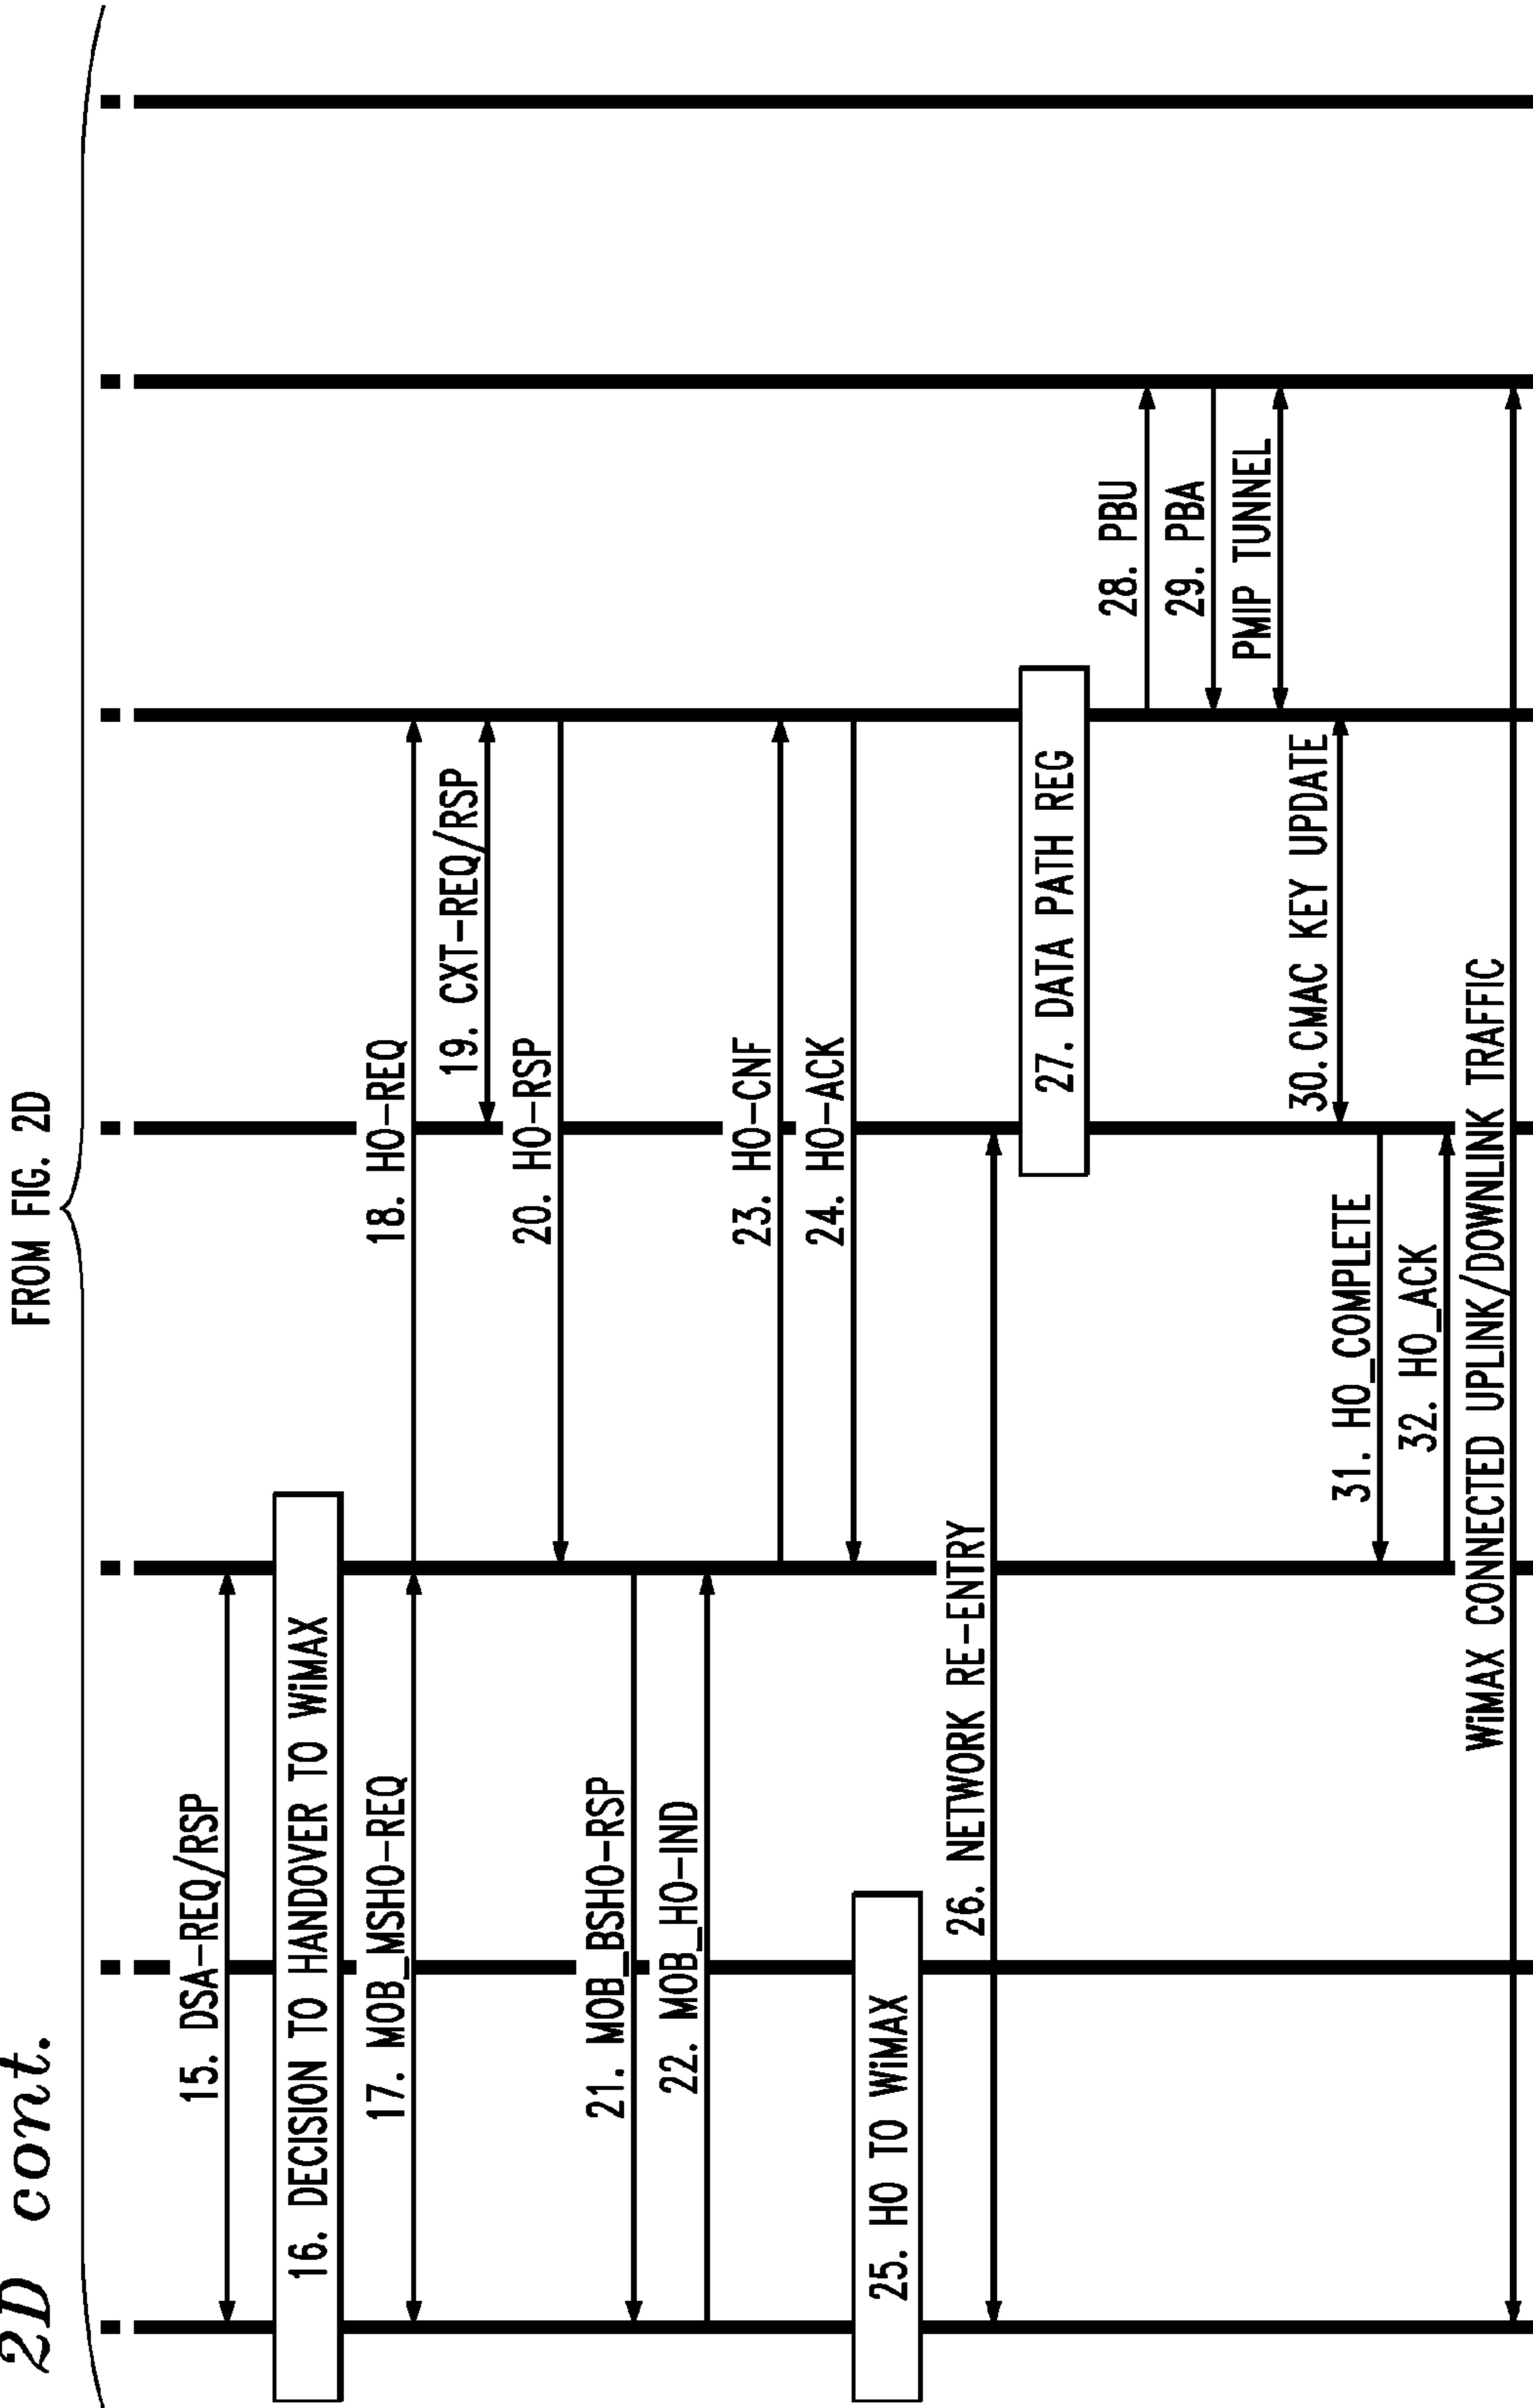 2D cont.
FROM FIG. 2D
15. DSA-REQ/RSP
16. DECISION TO HANDOVER TO WiMAX
17. MOB_MSHO-REQ
18. HO-REQ
19. CXT-REQ/RSP
20. HO-RSP
21. MOB_BSHO-RSP
22. MOB_HO-IND
23. HO-CNF
24. HO-ACK
25. HO TO WiMAX
26. NETWORK RE-ENTRY
27. DATA PATH REG
28. PBU
29. PBA
PMIP TUNNEL
30.CMAC KEY UPDATE
31. HO_COMPLETE
32. HO_ACK
WiMAX CONNECTED UPLINK/DOWNLINK TRAFFIC